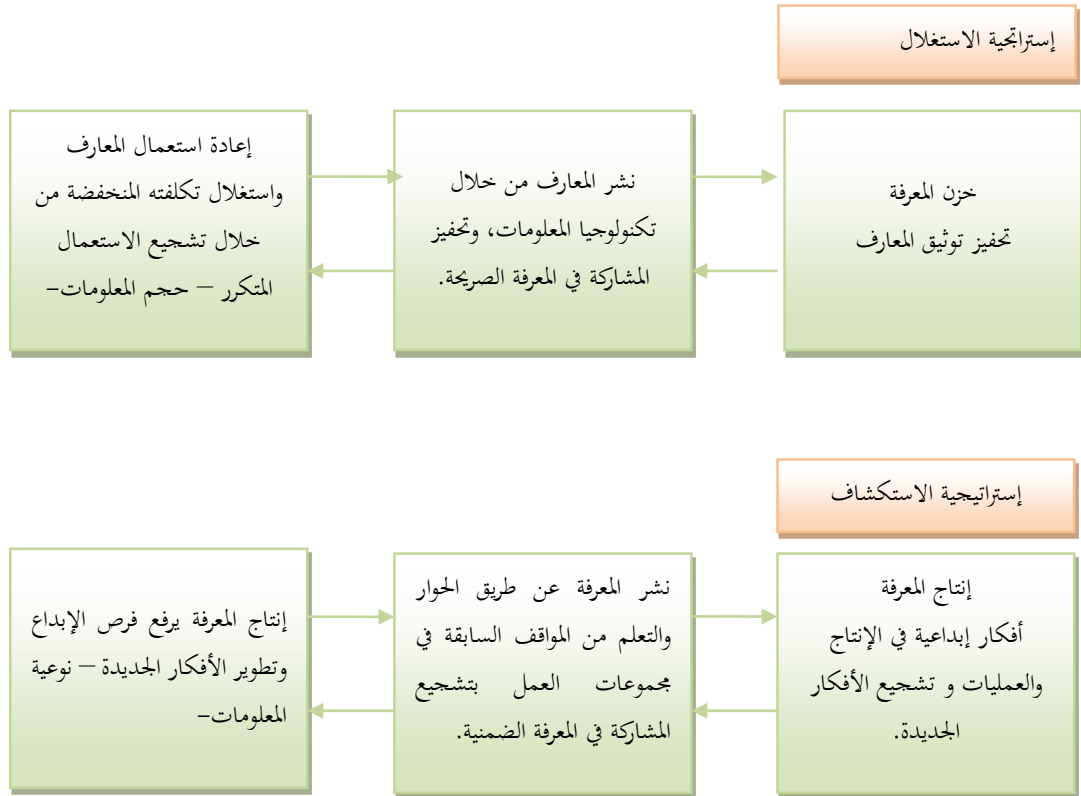 إستراتجية الاستغلال
خزن المعرفة
تحفيز توثيق المعارف
نشر المعارف من خلال
تكنولوجيا المعلومات، وتحفيز
المشاركة في المعرفة الصريحة.
إعادة استعمال المعارف
واستغلال تكلفته المنخفضة من
خلال تشجيع الاستعمال
المتكرر – حجم المعلومات-
إستراتيجية الاستكشاف
إنتاج المعرفة
أفكار إبداعية في الإنتاج
والعمليات و تشجيع الأفكار
الجديدة.
نشر المعرفة عن طريق الحوار
والتعلم من المواقف السابقة في
مجموعات العمل بتشجيع
المشاركة في المعرفة الضمنية.
إنتاج المعرفة يرفع فرص الإبداع
وتطوير الأفكار الجديدة – نوعية
المعلومات-